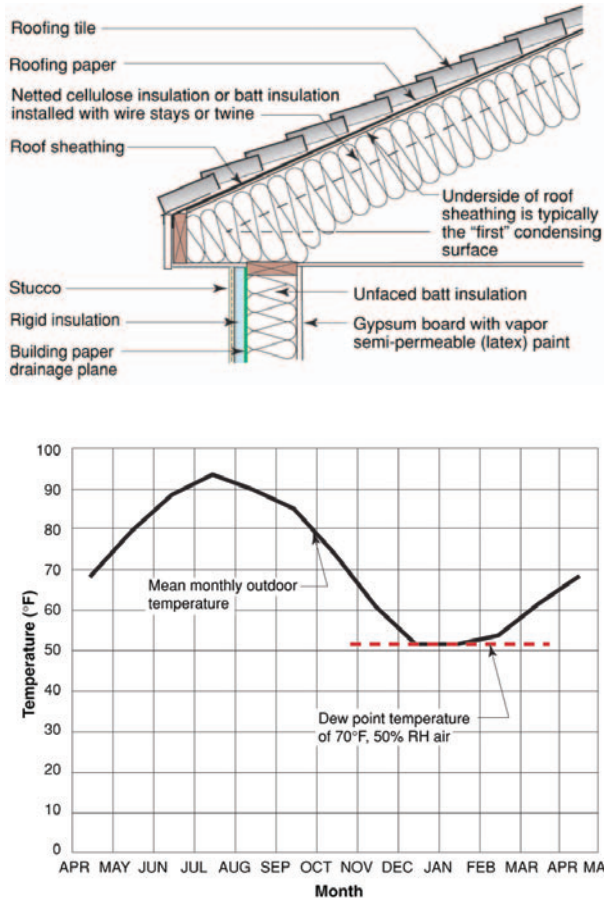 Roofing tile
Roofing paper
Netted cellulose insulation or batt insulation
installed with wire stays or twine
Roof sheathing
Underside of roof
sheathing is typically
the “first” condensing
surface
Stucco
Rigid insulation
Building paper
drainage plane
Unfaced batt insulation
Gypsum board with vapor
semi-permeable (latex) paint
100
90
80
70
60
50
40
30
20
10
0
Temperature (°F)
Mean monthly outdoor
temperature
Dew point temperature
of 70°F, 50% RH air
APR MAY JUN JUL AUG SEP OCT NOV DEC JAN FEB MAR APR MA
Month